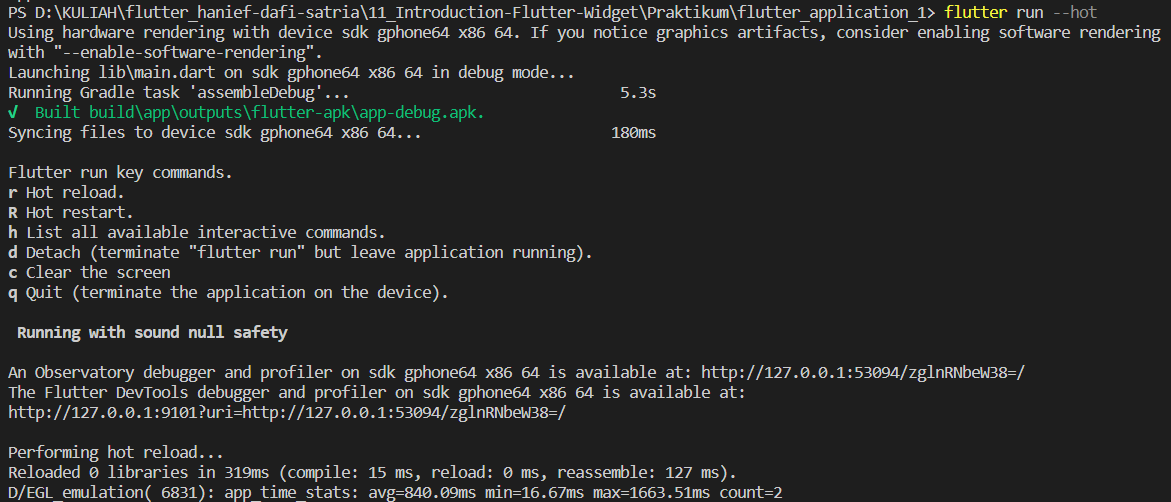 PS D:\KULIAH\flutter_hanief-dafi-satria\11_Introduction-Flutter-Widget\Praktikum\flutter_application_1> flutter run --hot
Using hardware rendering with device sdk gphone64 x86 64. If you notice graphics artifacts, consider enabling software rendering
with "--enable-software-rendering".
Launching lib\main.dart on sdk gphone64 x86 64 in debug mode...
Running Gradle task 'assembleDebug'... 5.3s
√ Built build\app\outputs\flutter-apk\app-debug.apk.
Syncing files to device sdk gphone64 x86 64... 180ms
Flutter run key commands.
r Hot reload.
R Hot restart.
h List all available interactive commands.
d Detach (terminate "flutter run" but leave application running).
c Clear the screen
q Quit (terminate the application on the device).
Running with sound null safety
An Observatory debugger and profiler on sdk gphone64 x86 64 is available at: http://127.0.0.1:53094/zglnRNbeW38=/
The Flutter DevTools debugger and profiler on sdk gphone64 x86 64 is available at:
http://127.0.0.1:9101?uri=http://127.0.0.1:53094/zglnRNbeW38=/
Performing hot reload...
Reloaded 0 libraries in 319ms (compile: 15 ms, reload: 0 ms, reassemble: 127 ms).
D/EGL_emulation( 6831): app_time_stats: avg=840.09ms min=16.67ms max=1663.51ms count=2